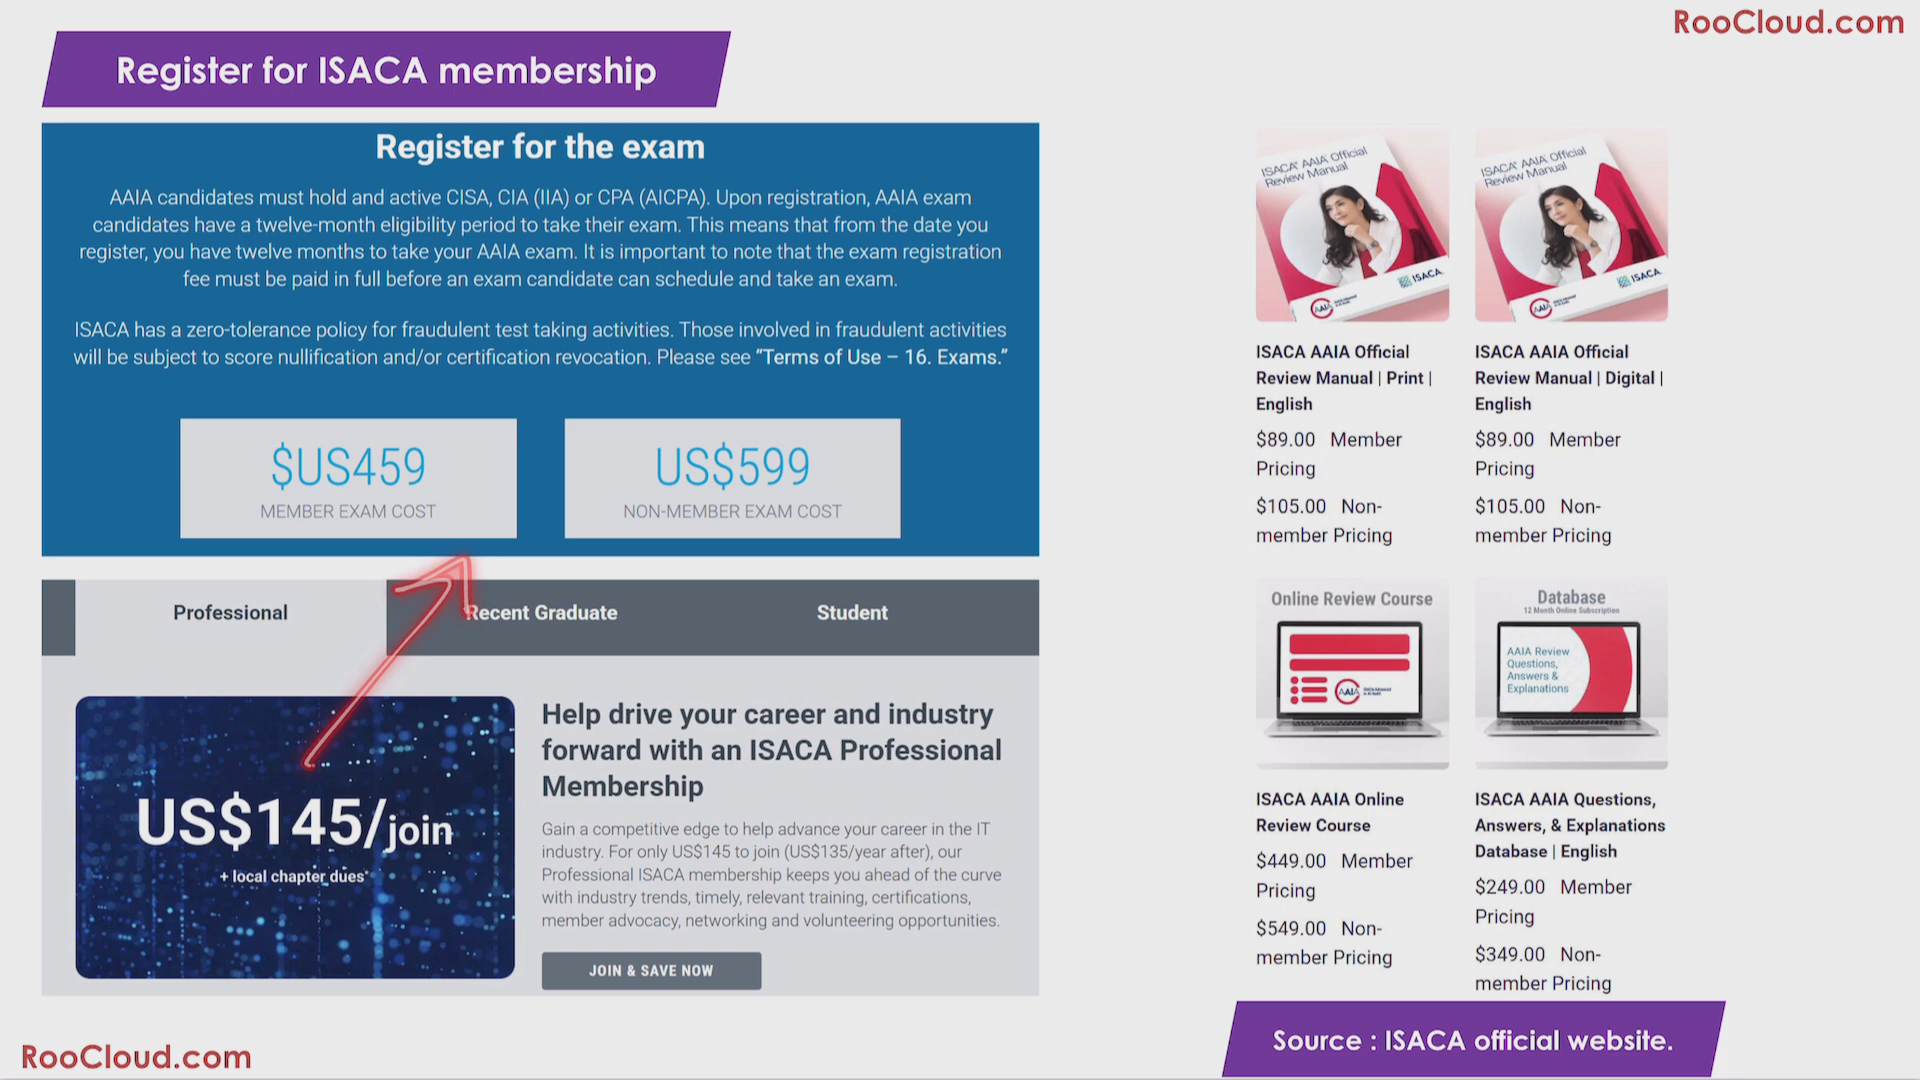 RooCloud.com
Register for ISACA membership
Register for the exam
AAIA candidates must hold and active CISA, CIA (IIA) or CPA (AICPA). Upon registration, AAIA exam
candidates have a twelve-month eligibility period to take their exam. This means that from the date you
register, you have twelve months to take your AAIA exam. It is important to note that the exam registration
fee must be paid in full before an exam candidate can schedule and take an exam.
ISACA has a zero-tolerance policy for fraudulent test taking activities. Those involved in fraudulent activities
will be subject to score nullification and/or certification revocation. Please see “Terms of Use – 16. Exams.”
$US459
MEMBER EXAM COST
US$599
NON-MEMBER EXAM COST
Professional
Recent Graduate
Student
US$145/join
+ local chapter dues*
Help drive your career and industry
forward with an ISACA Professional
Membership
Gain a competitive edge to help advance your career in the IT
industry. For only US$145 to join (US$135/year after), our
Professional ISACA membership keeps you ahead of the curve
with industry trends, timely, relevant training, certifications,
member advocacy, networking and volunteering opportunities.
JOIN & SAVE NOW
ISACA® AAIA Official
Review Manual
AAIA
ISACA.
ISACA AAIA Official
Review Manual | Print |
English
$89.00 Member
Pricing
$105.00 Non-
member Pricing
ISACA® AAIA Official
Review Manual
AAIA
ISACA.
ISACA AAIA Official
Review Manual | Digital |
English
$89.00 Member
Pricing
$105.00 Non-
member Pricing
Online Review Course
AAIA
ISACA AAIA Online
Review Course
$449.00 Member
Pricing
$549.00 Non-
member Pricing
Database
12 Month Online Subscription
AAIA Review
Questions,
Answers &
Explanations
ISACA AAIA Questions,
Answers, & Explanations
Database | English
$249.00 Member
Pricing
$349.00 Non-
member Pricing
Source : ISACA official website.
RooCloud.com